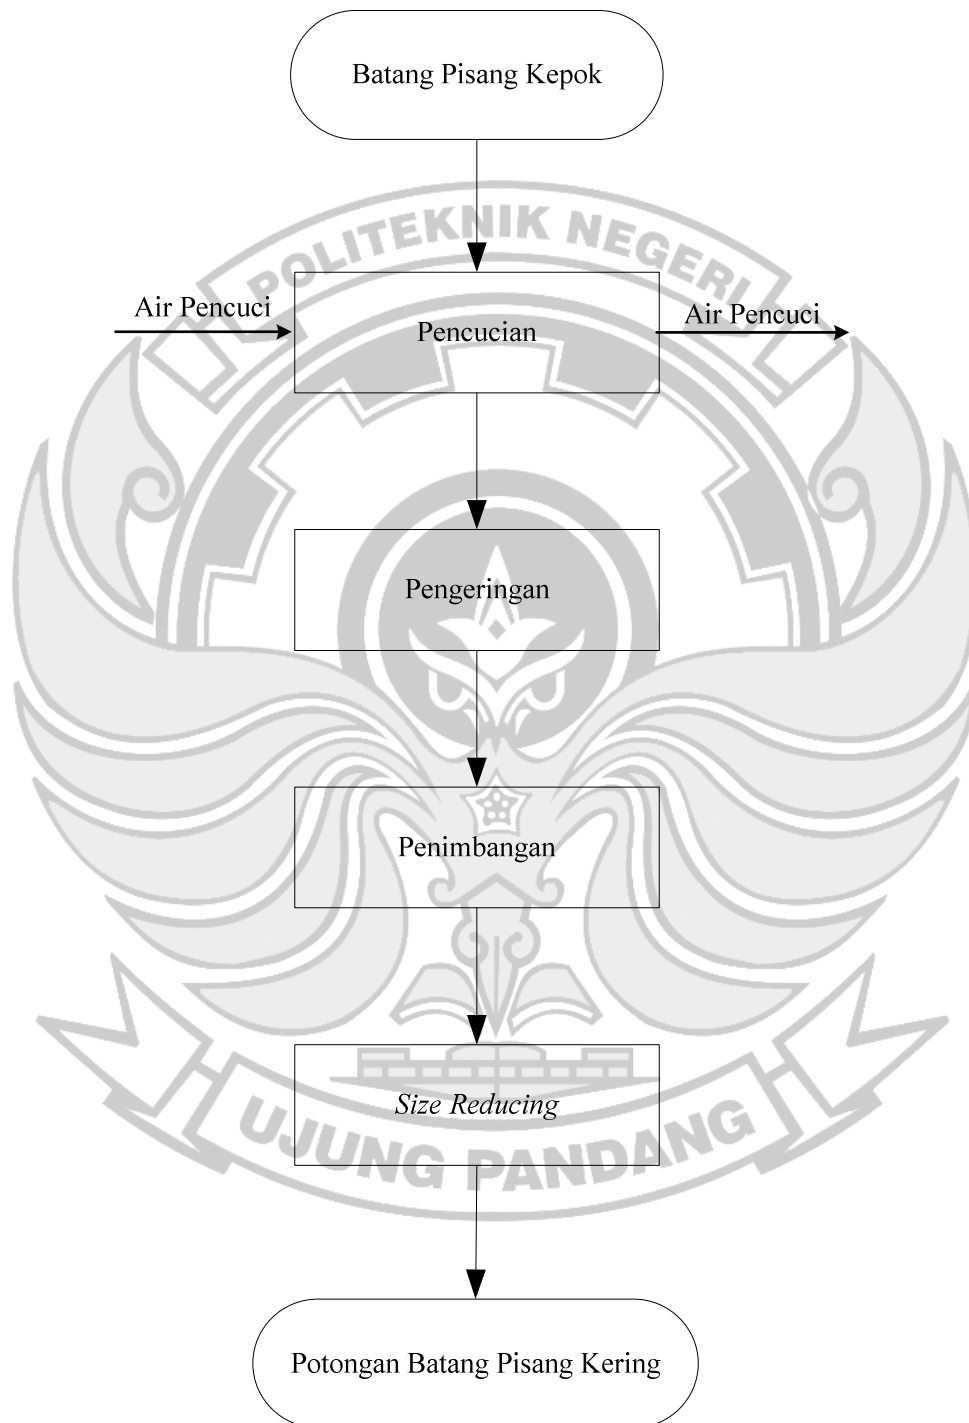 Batang Pisang Kepok
POLITEKNIK NEGERI
Air Pencuci
Pencucian
Air Pencuci
Pengeringan
Penimbangan
Size Reducing
UJUNG PANDANG
Potongan Batang Pisang Kering